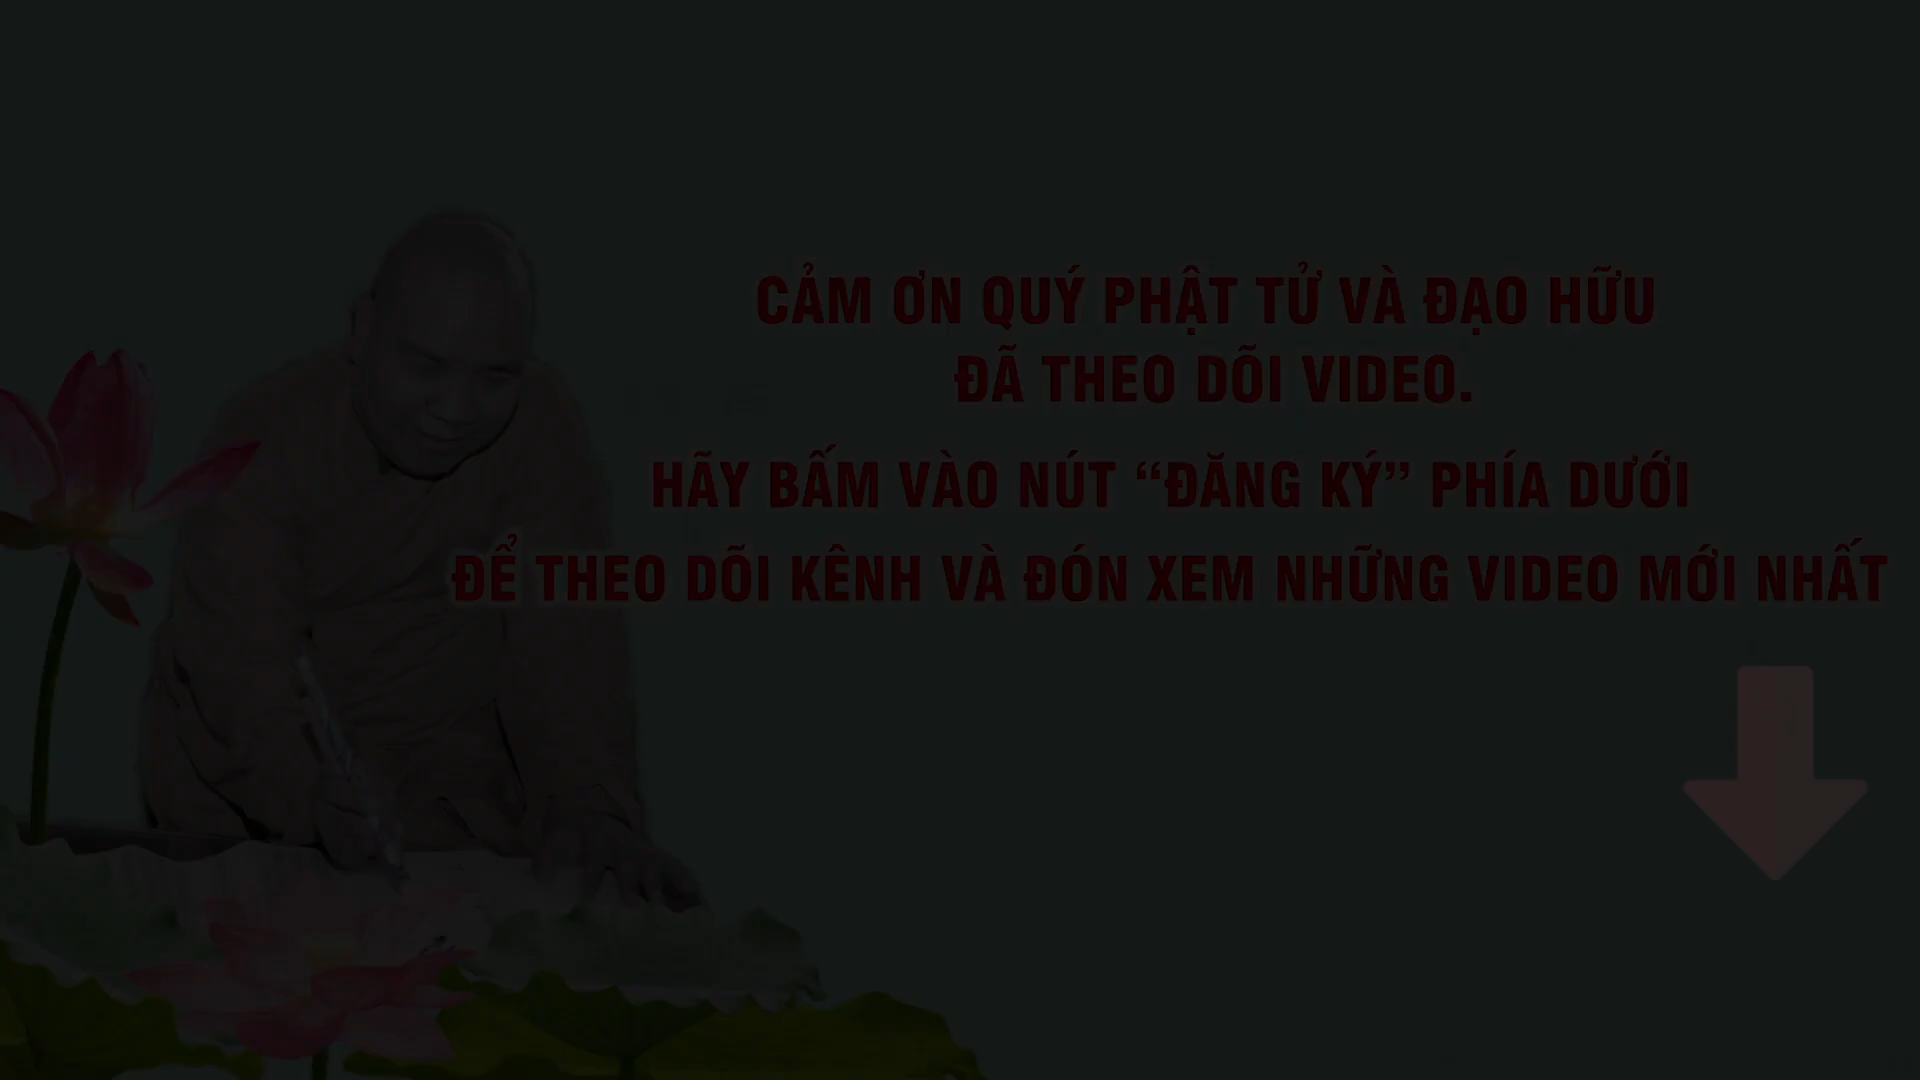 CẢM ƠN QUÝ PHẬT TỬ VÀ ĐẠO HỮU
ĐÃ THEO DÕI VIDEO.
HÃY BẤM VÀO NÚT “ĐĂNG KÝ” PHÍA DƯỚI
ĐỂ THEO DÕI KÊNH VÀ ĐÓN XEM NHỮNG VIDEO MỚI NHẤT